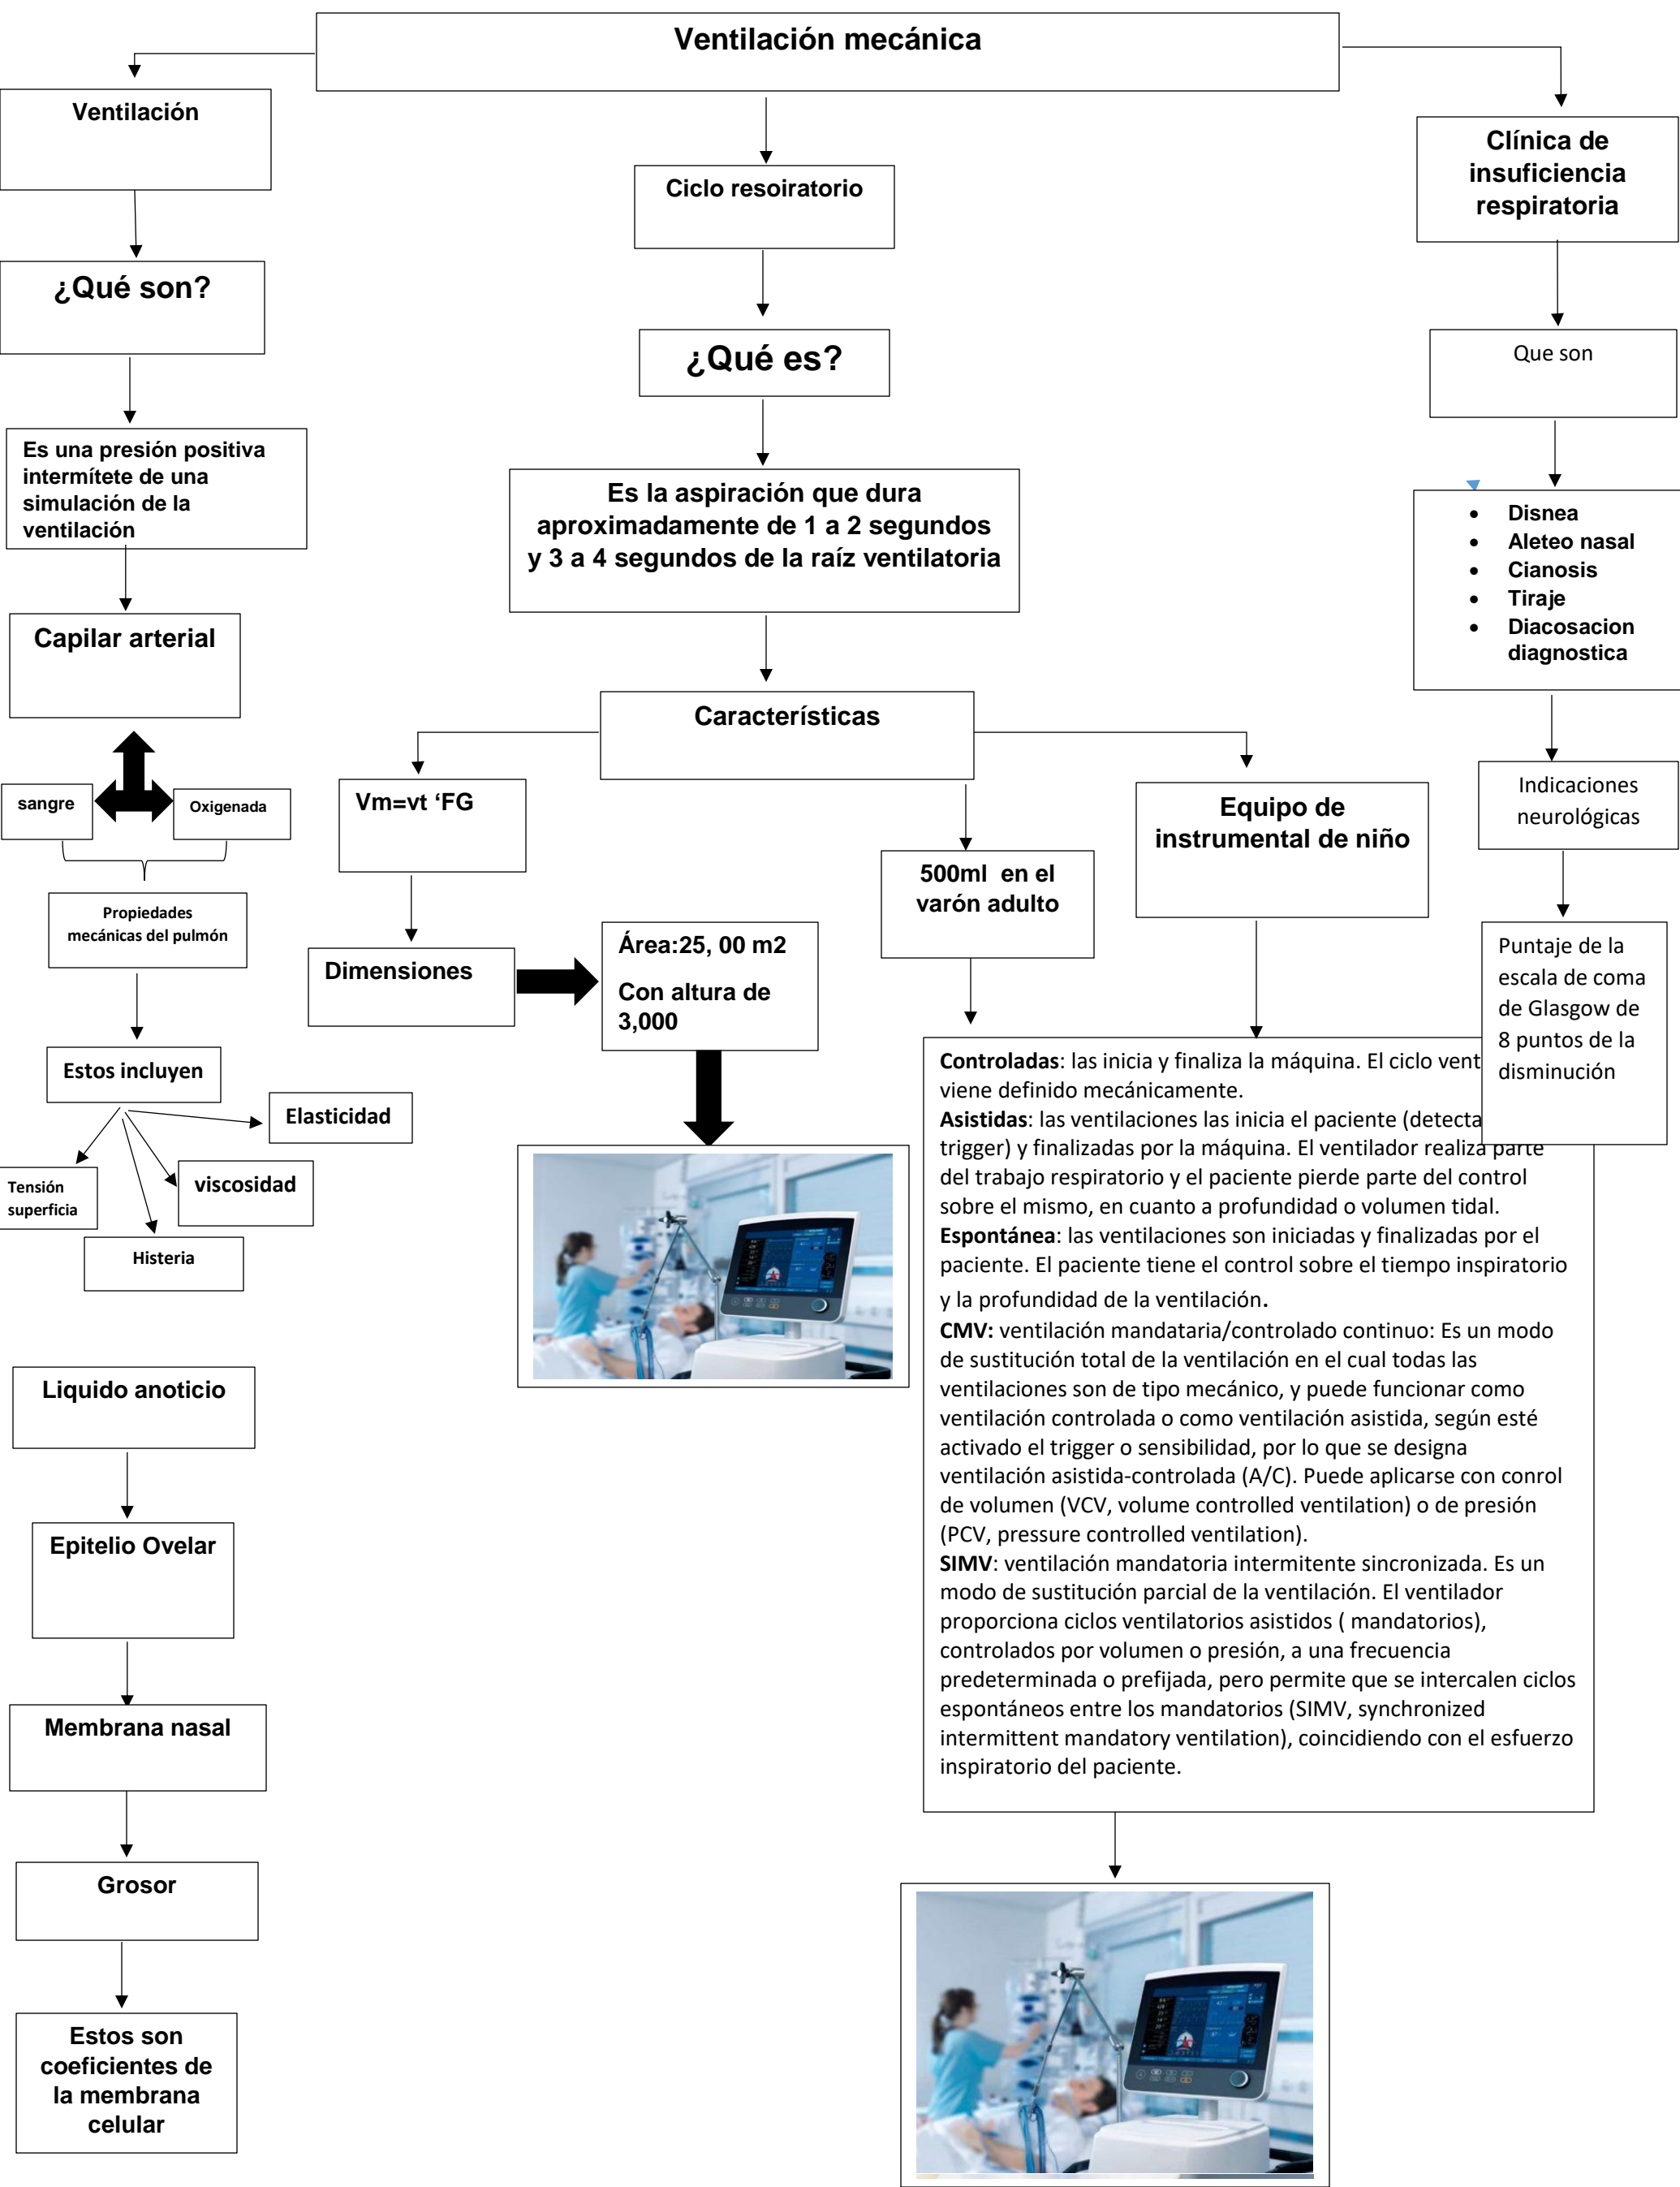 Ventilación mecánica
Ventilación
¿Qué son?
Es una presión positiva
intermítete de una
simulación de la
ventilación
Capilar arterial
sangre
Oxigenada
Propiedades
mecánicas del pulmón
Estos incluyen
Elasticidad
viscosidad
Tensión
superficia
Histeria
Liquido anoticio
Epitelio Ovelar
Membrana nasal
Grosor
Estos son
coeficientes de
la membrana
celular
Ciclo resoiratorio
¿Qué es?
Es la aspiración que dura
aproximadamente de 1 a 2 segundos
y 3 a 4 segundos de la raíz ventilatoria
Características
Vm=vt ‘FG
Dimensiones
Área:25, 00 m2
Con altura de
3,000
500ml  en el
varón adulto
Equipo de
instrumental de niño
Controladas: las inicia y finaliza la máquina. El ciclo vent
viene definido mecánicamente.
Asistidas: las ventilaciones las inicia el paciente (detecta
trigger) y finalizadas por la máquina. El ventilador realiza parte
del trabajo respiratorio y el paciente pierde parte del control
sobre el mismo, en cuanto a profundidad o volumen tidal.
Espontánea: las ventilaciones son iniciadas y finalizadas por el
paciente. El paciente tiene el control sobre el tiempo inspiratorio
y la profundidad de la ventilación.
CMV: ventilación mandataria/controlado continuo: Es un modo
de sustitución total de la ventilación en el cual todas las
ventilaciones son de tipo mecánico, y puede funcionar como
ventilación controlada o como ventilación asistida, según esté
activado el trigger o sensibilidad, por lo que se designa
ventilación asistida-controlada (A/C). Puede aplicarse con conrol
de volumen (VCV, volume controlled ventilation) o de presión
(PCV, pressure controlled ventilation).
SIMV: ventilación mandatoria intermitente sincronizada. Es un
modo de sustitución parcial de la ventilación. El ventilador
proporciona ciclos ventilatorios asistidos ( mandatorios),
controlados por volumen o presión, a una frecuencia
predeterminada o prefijada, pero permite que se intercalen ciclos
espontáneos entre los mandatorios (SIMV, synchronized
intermittent mandatory ventilation), coincidiendo con el esfuerzo
inspiratorio del paciente.
Clínica de
insuficiencia
respiratoria
Que son
• Disnea
• Aleteo nasal
• Cianosis
• Tiraje
• Diacosacion
diagnostica
Indicaciones
neurológicas
Puntaje de la
escala de coma
de Glasgow de
8 puntos de la
disminución